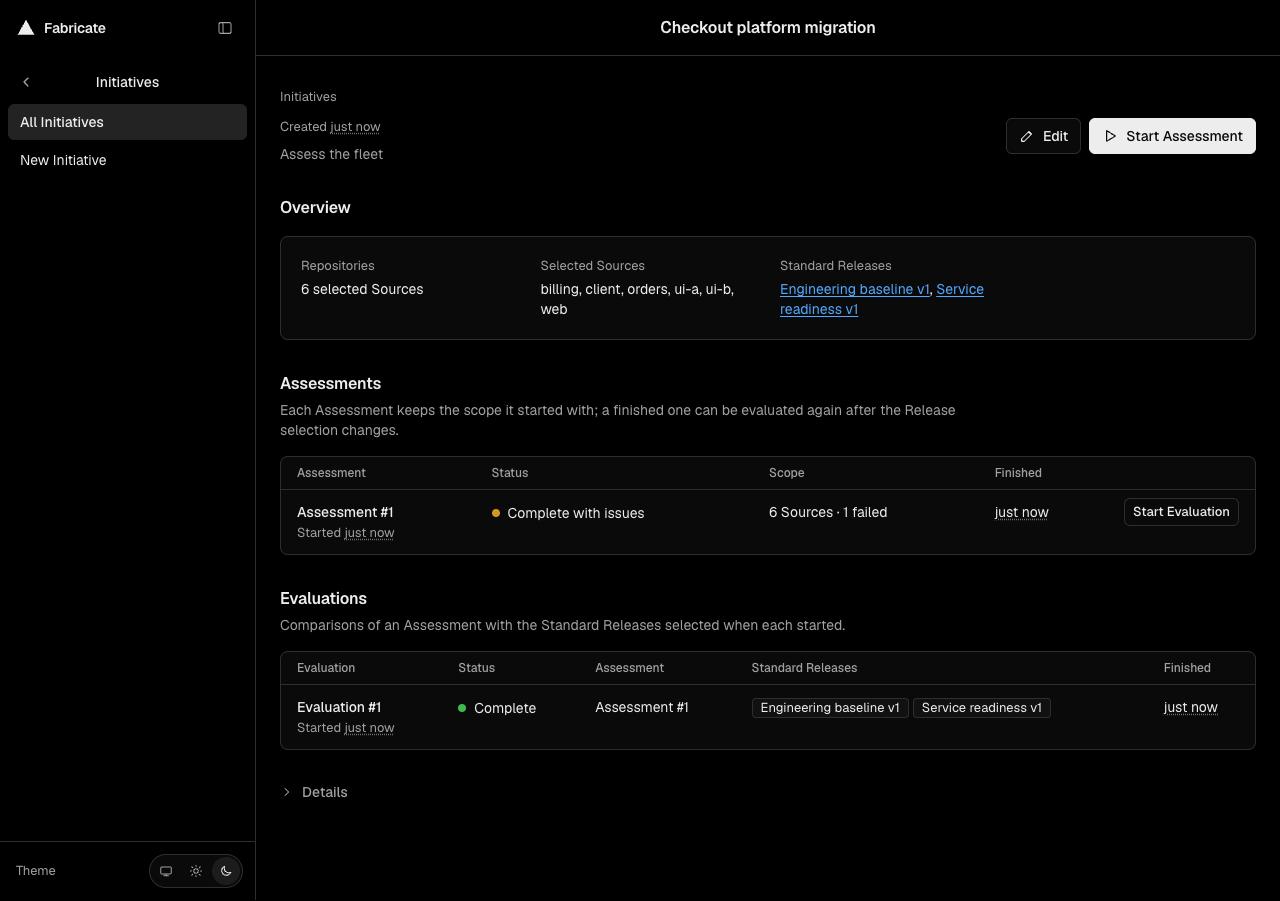 Fabricate
Checkout platform migration
Initiatives
All Initiatives
New Initiative
Initiatives
Created just now
Assess the fleet
Edit
Start Assessment
Overview
Repositories
6 selected Sources
Selected Sources
billing, client, orders, ui-a, ui-b,
web
Standard Releases
Engineering baseline v1, Service
readiness v1
Assessments
Each Assessment keeps the scope it started with; a finished one can be evaluated again after the Release
selection changes.
Assessment Status Scope Finished
Assessment #1 Complete with issues 6 Sources · 1 failed just now Start Evaluation
Started just now
Evaluations
Comparisons of an Assessment with the Standard Releases selected when each started.
Evaluation Status Assessment Standard Releases Finished
Evaluation #1 Complete Assessment #1 Engineering baseline v1 Service readiness v1 just now
Started just now
Details
Theme